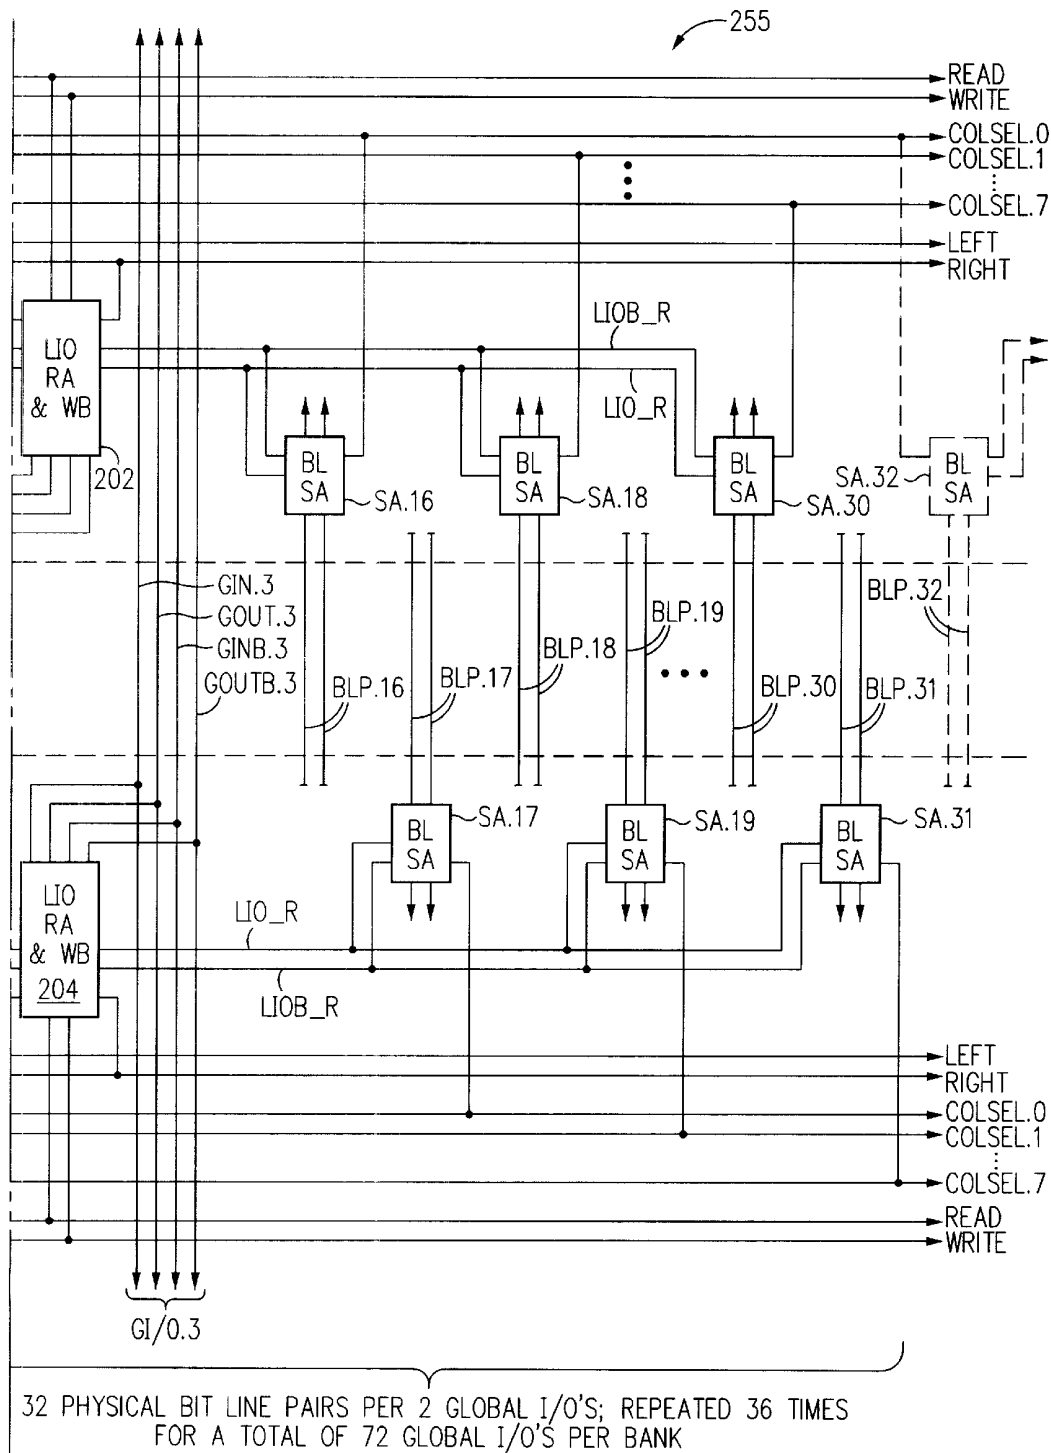 255
READ
WRITE
COLSEL.0
COLSEL.1
COLSEL.7
LEFT
RIGHT
LIO
RA
& WB
202
LIOB_R
LIO_R
BL
SA
SA.16
BL
SA
SA.18
BL
SA
SA.30
BL
SA
SA.32
GIN.3
GOUT.3
GINB.3
GOUTB.3
BLP.16
BLP.17
BLP.18
BLP.19
BLP.30
BLP.31
BLP.32
BL
SA
SA.17
BL
SA
SA.19
BL
SA
SA.31
LIO
RA
& WB
204
LIO_R
LIOB_R
LEFT
RIGHT
COLSEL.0
COLSEL.1
COLSEL.7
READ
WRITE
GI/O.3
32 PHYSICAL BIT LINE PAIRS PER 2 GLOBAL I/O'S; REPEATED 36 TIMES
FOR A TOTAL OF 72 GLOBAL I/O'S PER BANK